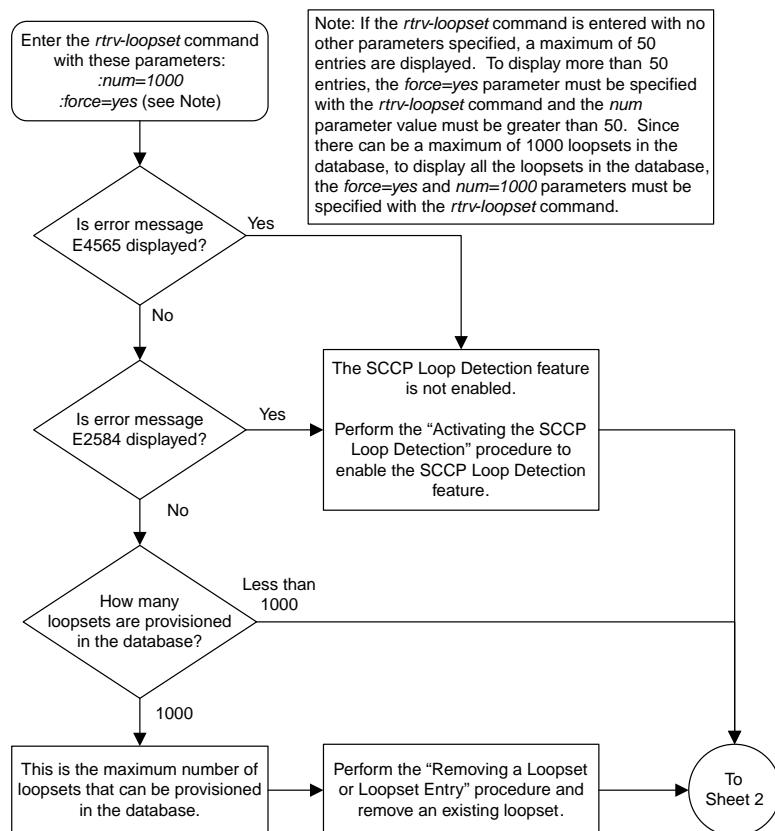 Enter the rtrv-loopset command
with these parameters:
:num=1000
:force=yes (see Note)
Note: If the rtrv-loopset command is entered with no
other parameters specified, a maximum of 50
entries are displayed. To display more than 50
entries, the force=yes parameter must be specified
with the rtrv-loopset command and the num
parameter value must be greater than 50. Since
there can be a maximum of 1000 loopsets in the
database, to display all the loopsets in the database,
the force=yes and num=1000 parameters must be
specified with the rtrv-loopset command.
Is error message
E4565 displayed?
Yes
No
The SCCP Loop Detection feature
is not enabled.
Perform the “Activating the SCCP
Loop Detection” procedure to
enable the SCCP Loop Detection
feature.
Is error message
E2584 displayed?
Yes
No
How many
loopsets are provisioned
in the database?
Less than
1000
1000
This is the maximum number of
loopsets that can be provisioned
in the database.
Perform the “Removing a Loopset
or Loopset Entry” procedure and
remove an existing loopset.
To
Sheet 2